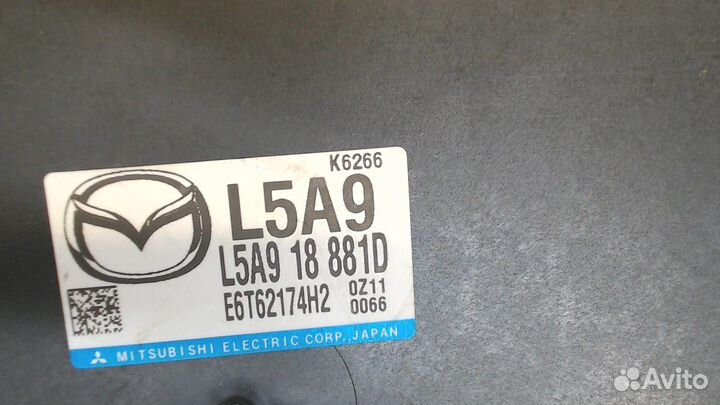 K6266
L5A9
L5A9 18 881D
E6T62174H2 0Z11
0066
MITSUBISHI ELECTRIC CORP., JAPAN
Avito